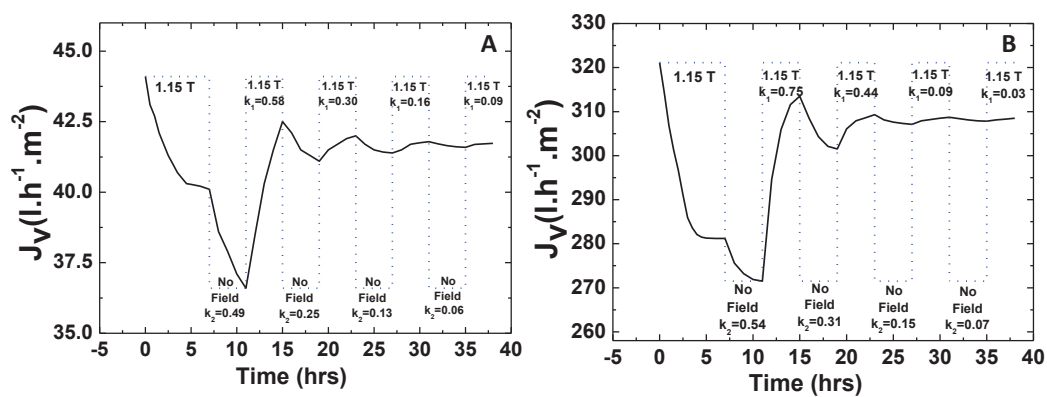 A
45.0
42.5
40.0
37.5
35.0
-5 0 5 10 15 20 25 30 35 40
Time (hrs)
Jv(l.h-1.m-2)
1.15 T
1.15 T
k1=0.58
1.15 T
k1=0.30
1.15 T
k1=0.16
1.15 T
k1=0.09
No
Field
k2=0.49
No
Field
k2=0.25
No
Field
k2=0.13
No
Field
k2=0.06
B
330
320
310
300
290
280
270
260
-5 0 5 10 15 20 25 30 35 40
Time (hrs)
Jv(l.h-1.m-2)
1.15 T
1.15 T
k1=0.75
1.15 T
k1=0.44
1.15 T
k1=0.09
1.15 T
k1=0.03
No
Field
k2=0.54
No
Field
k2=0.31
No
Field
k2=0.15
No
Field
k2=0.07